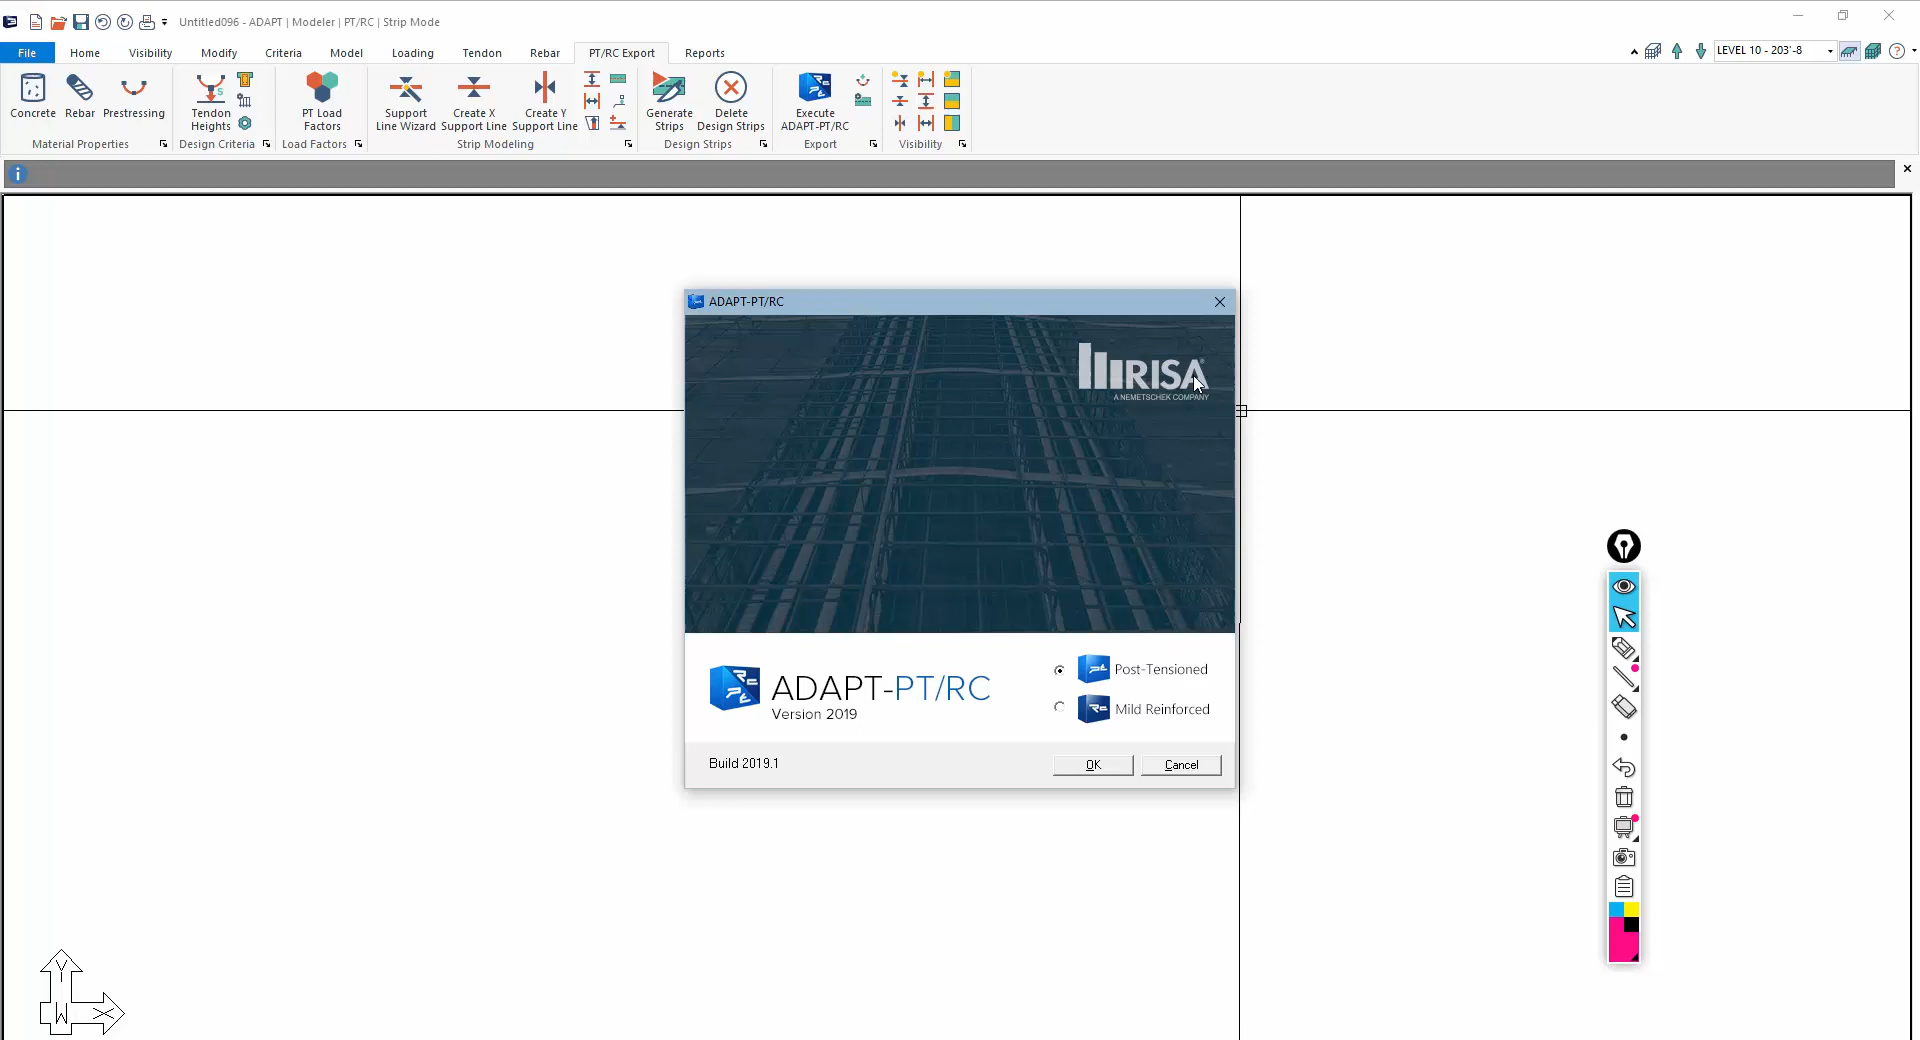 Untitled096 - ADAPT | Modeler | PT/RC | Strip Mode
File Home Visibility Modify Criteria Model Loading Tendon Rebar PT/RC Export Reports
LEVEL 10 - 203'-8
Concrete Rebar Prestressing
Material Properties
Tendon
Heights
Design Criteria
PT Load
Factors
Load Factors
Support
Line Wizard
Create X
Support Line
Create Y
Support Line
Strip Modeling
Generate
Strips
Delete
Design Strips
Design Strips
Execute
ADAPT-PT/RC
Export
Visibility
ADAPT-PT/RC
RISA
A NEMETSCHEK COMPANY
ADAPT-PT/RC
Version 2019
Post-Tensioned
Mild Reinforced
Build 2019.1
OK
Cancel
Y
W
X